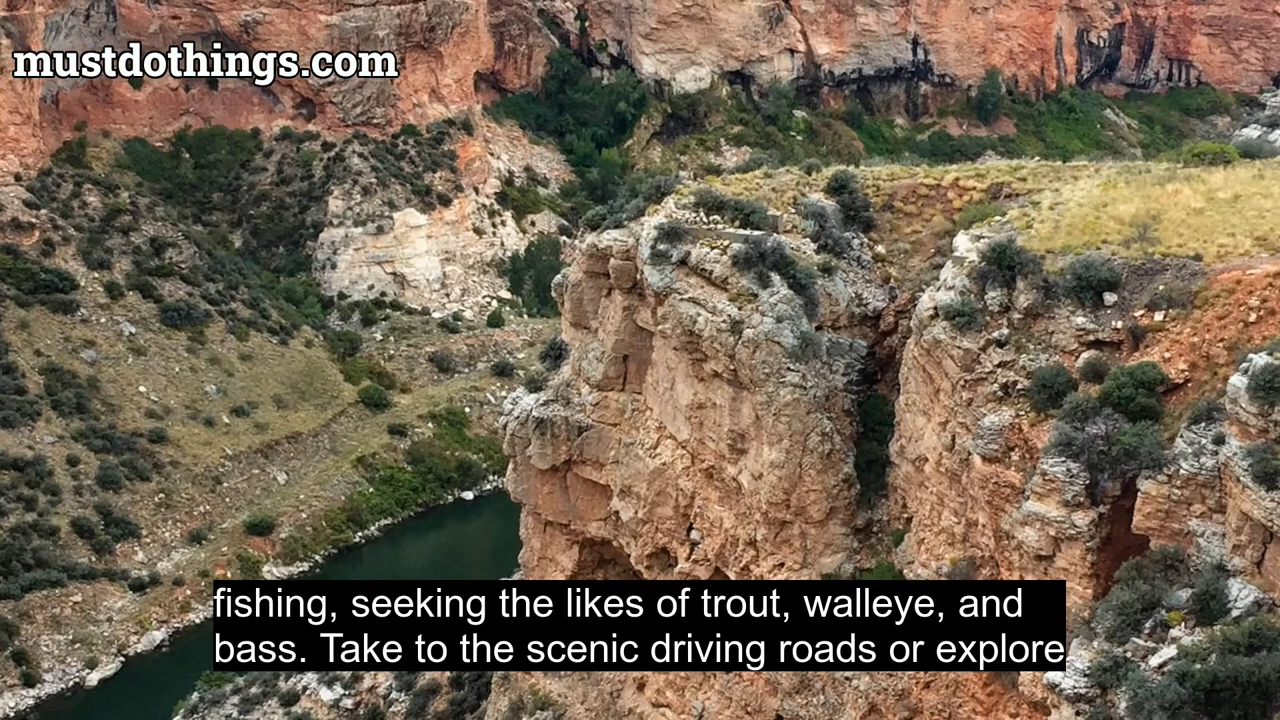 mustdothings.com
fishing, seeking the likes of trout, walleye, and
bass. Take to the scenic driving roads or explore